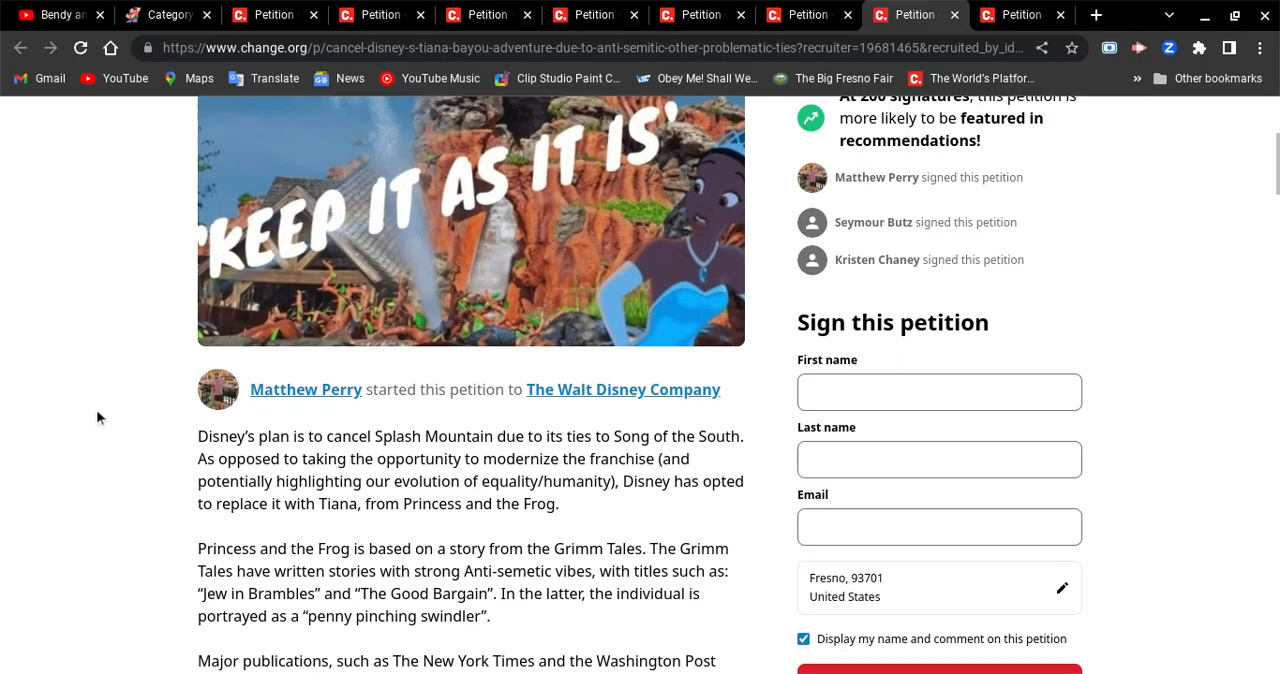 Bendy an
Category
Petition ·
Petition ·
Petition ·
Petition ·
Petition ·
Petition ·
Petition ·
Petition ·
https://www.change.org/p/cancel-disney-s-tiana-bayou-adventure-due-to-anti-semitic-other-problematic-ties?recruiter=19681465&recruited_by_id...
Gmail
YouTube
Maps
Translate
News
YouTube Music
Clip Studio Paint C...
Obey Me! Shall We...
The Big Fresno Fair
The World's Platfor...
»
Other bookmarks
'KEEP IT AS IT IS'
Matthew Perry started this petition to The Walt Disney Company
Disney's plan is to cancel Splash Mountain due to its ties to Song of the South.
As opposed to taking the opportunity to modernize the franchise (and
potentially highlighting our evolution of equality/humanity), Disney has opted
to replace it with Tiana, from Princess and the Frog.
Princess and the Frog is based on a story from the Grimm Tales. The Grimm
Tales have written stories with strong Anti-semetic vibes, with titles such as:
“Jew in Brambles” and “The Good Bargain”. In the latter, the individual is
portrayed as a “penny pinching swindler”.
Major publications, such as The New York Times and the Washington Post
At 200 signatures, this petition is
more likely to be featured in
recommendations!
Matthew Perry signed this petition
Seymour Butz signed this petition
Kristen Chaney signed this petition
Sign this petition
First name
Last name
Email
Fresno, 93701
United States
Display my name and comment on this petition